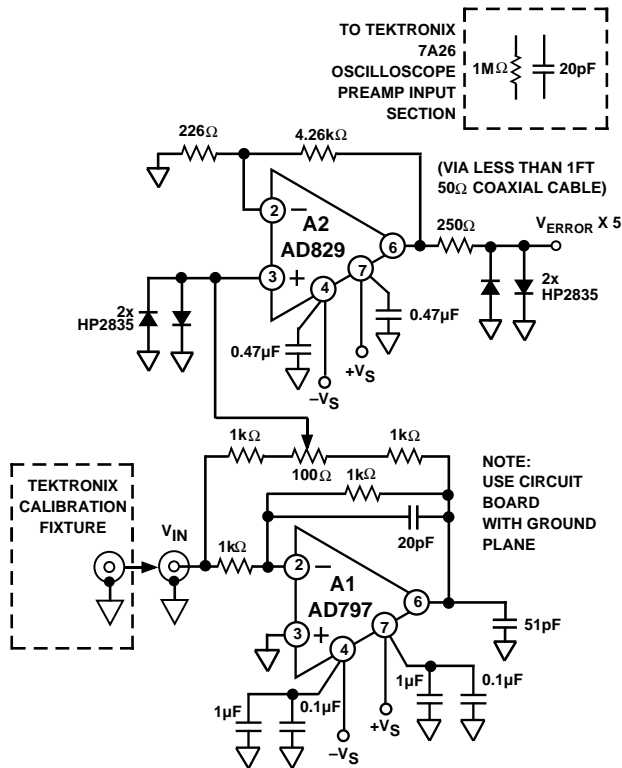 TO TEKTRONIX
7A26
OSCILLOSCOPE
PREAMP INPUT
SECTION
1MΩ
20pF
226Ω
4.26kΩ
(VIA LESS THAN 1FT
50Ω COAXIAL CABLE)
2
–
A2
AD829
6
250Ω
VERROR X 5
3
+
7
4
2x
HP2835
2x
HP2835
0.47µF
0.47µF
+VS
–VS
1kΩ
100Ω
1kΩ
NOTE:
USE CIRCUIT
BOARD
WITH GROUND
PLANE
TEKTRONIX
CALIBRATION
FIXTURE
VIN
1kΩ
1kΩ
20pF
2
–
A1
AD797
6
3
+
7
4
51pF
1µF
0.1µF
1µF
0.1µF
+VS
–VS